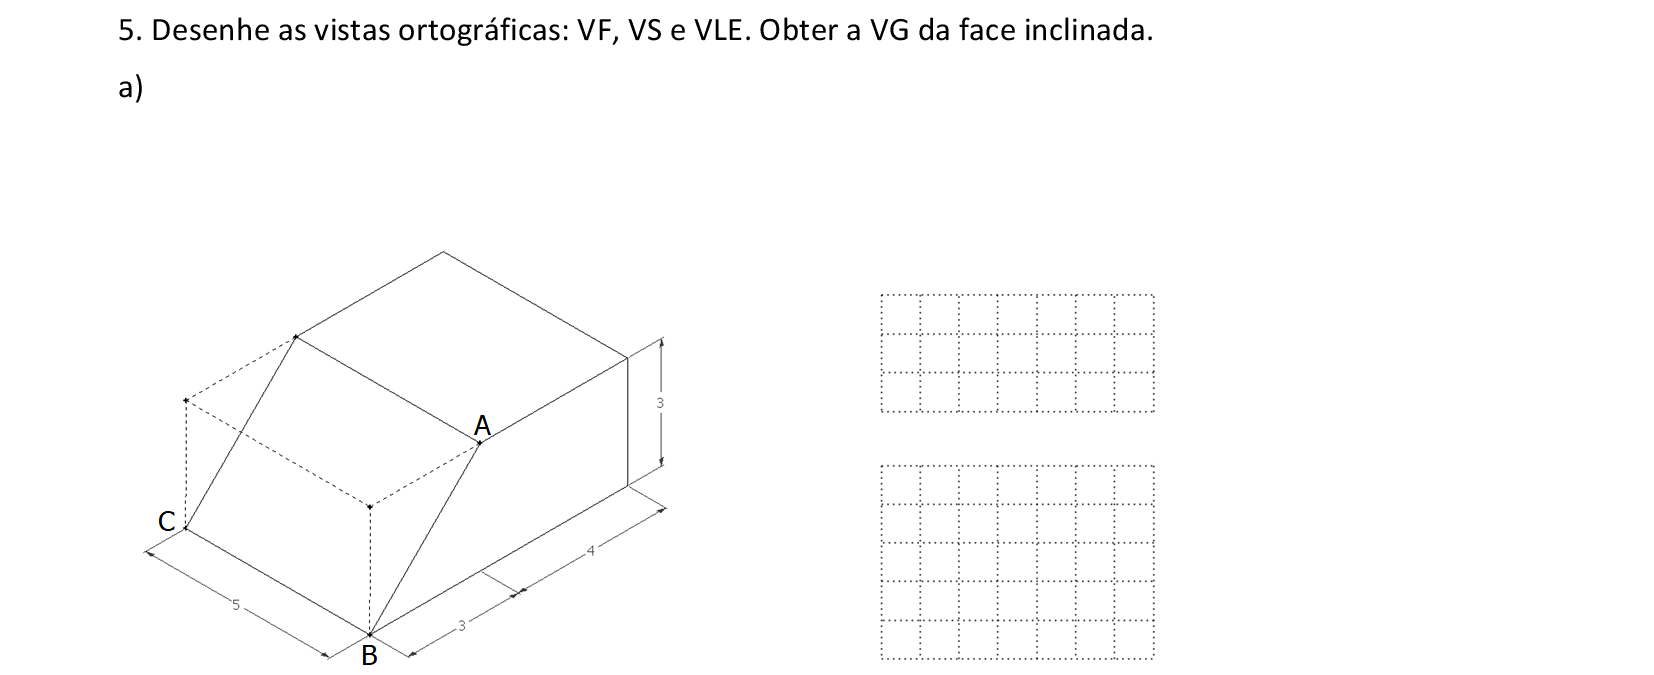 5. Desenhe as vistas ortográficas: VF, VS e VLE. Obter a VG da face inclinada.
a)
A
3
C
4
5
3
B